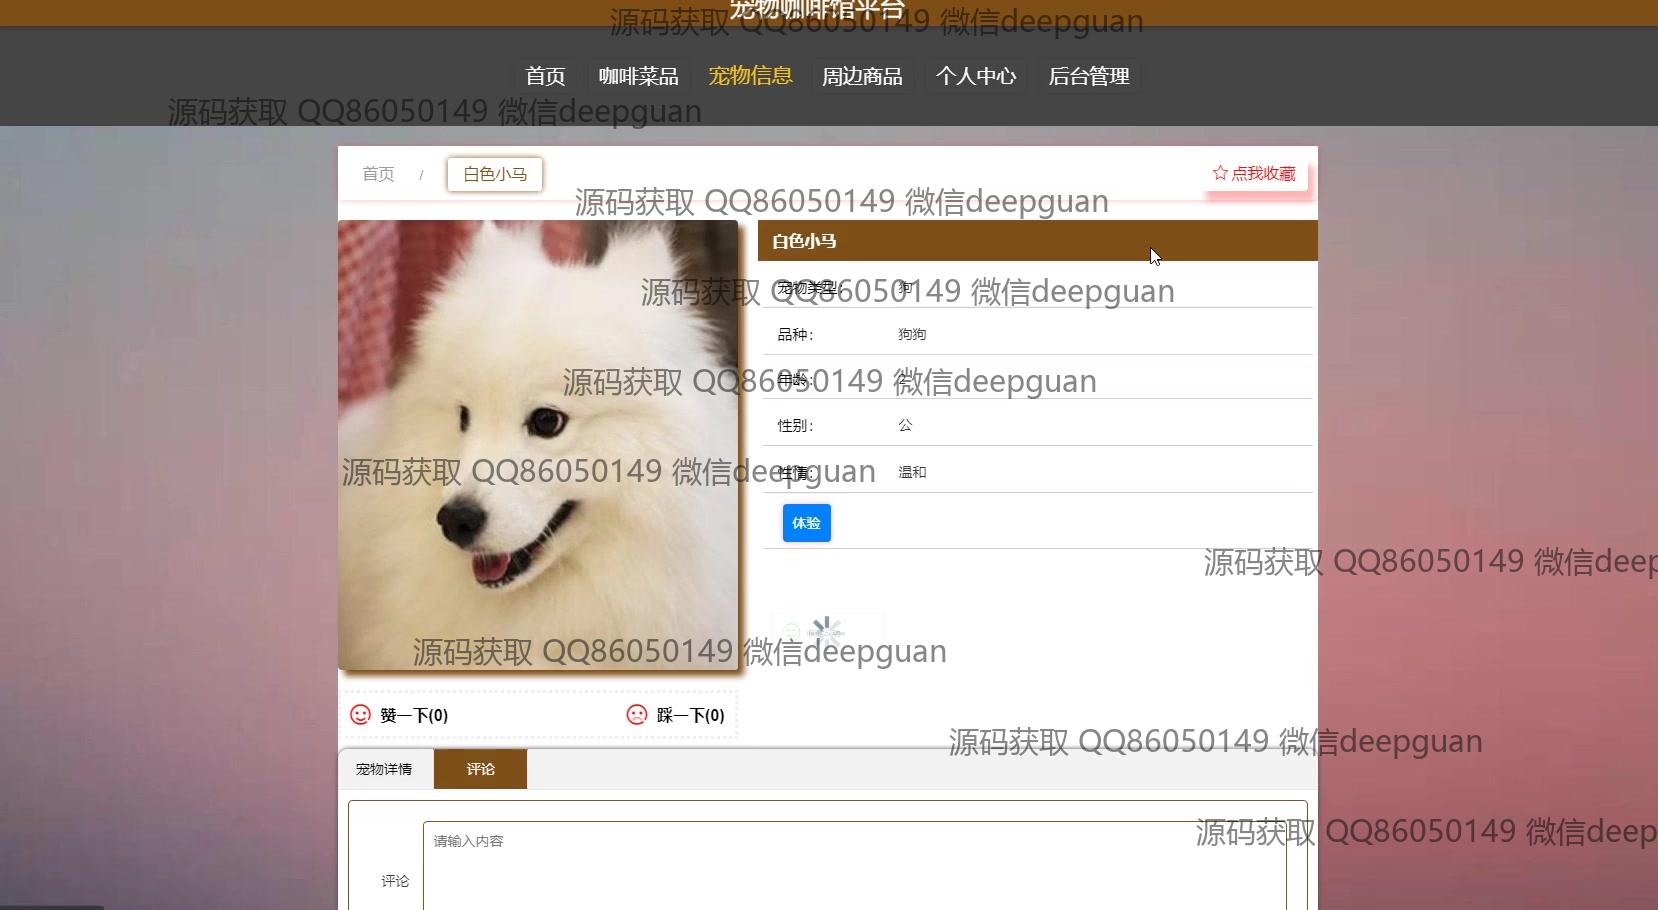 宠物咖啡馆平台
源码获取 QQ86050149 微信deepguan
首页 咖啡菜品 宠物信息 周边商品 个人中心 后台管理
源码获取 QQ86050149 微信deepguan
首页 / 白色小马 点我收藏
源码获取 QQ86050149 微信deepguan
白色小马
宠物类型: 狗
源码获取 QQ86050149 微信deepguan
品种: 狗狗
年龄: 2
源码获取 QQ86050149 微信deepguan
性别: 公
性情: 温和
源码获取 QQ86050149 微信deepguan
体验
源码获取 QQ86050149 微信deep
源码获取 QQ86050149 微信deepguan
赞一下(0) 踩一下(0)
源码获取 QQ86050149 微信deepguan
宠物详情 评论
源码获取 QQ86050149 微信deep
请输入内容
评论